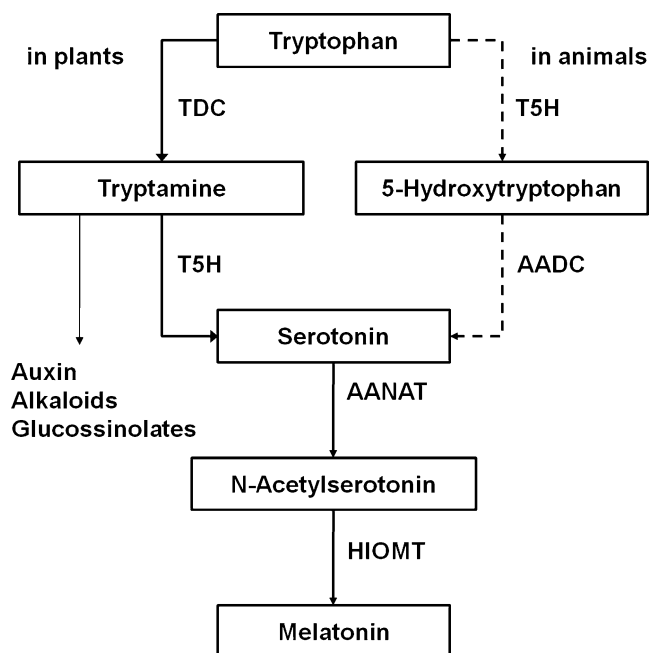 Tryptophan
in plants
in animals
TDC
T5H
Tryptamine
5-Hydroxytryptophan
T5H
AADC
Serotonin
Auxin
Alkaloids
Glucossinolates
AANAT
N-Acetylserotonin
HIOMT
Melatonin